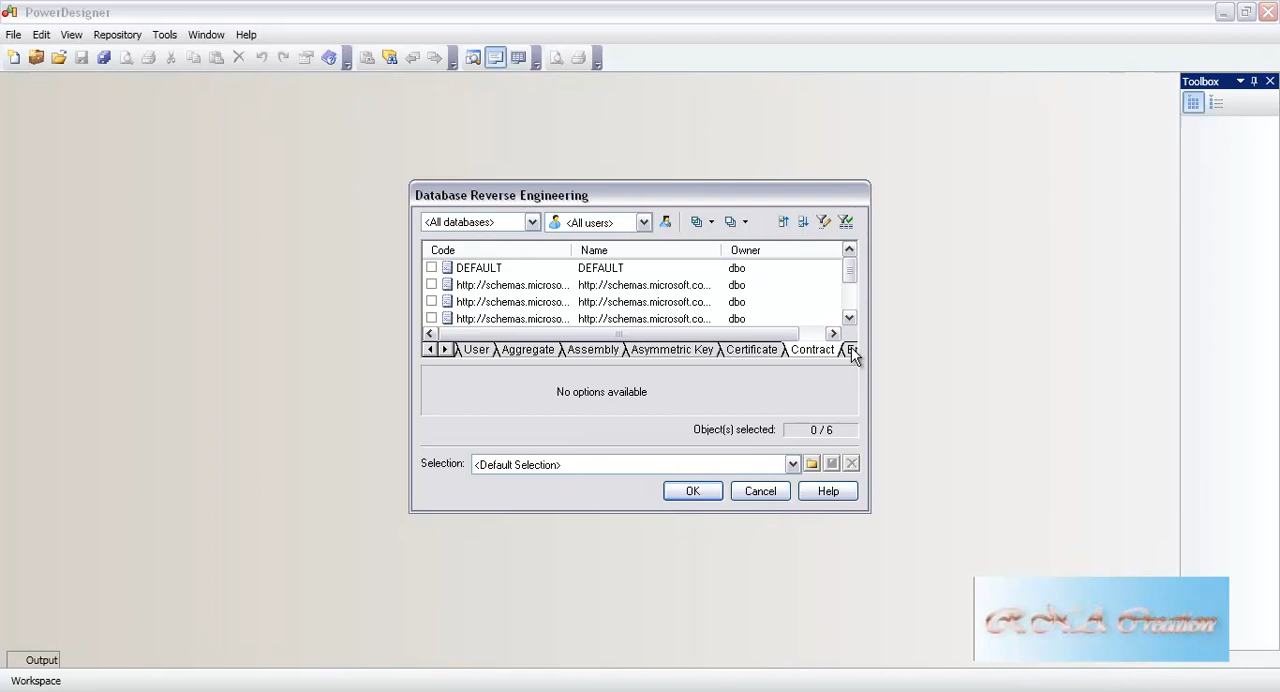 PowerDesigner
File Edit View Repository Tools Window Help
Toolbox
Database Reverse Engineering
<All databases> <All users>
Code Name Owner
DEFAULT DEFAULT dbo
http://schemas.microso... http://schemas.microsoft.co... dbo
http://schemas.microso... http://schemas.microsoft.co... dbo
http://schemas.microso... http://schemas.microsoft.co... dbo
User Aggregate Assembly Asymmetric Key Certificate Contract
No options available
Object(s) selected: 0 / 6
Selection: <Default Selection>
OK Cancel Help
Creation
Output
Workspace